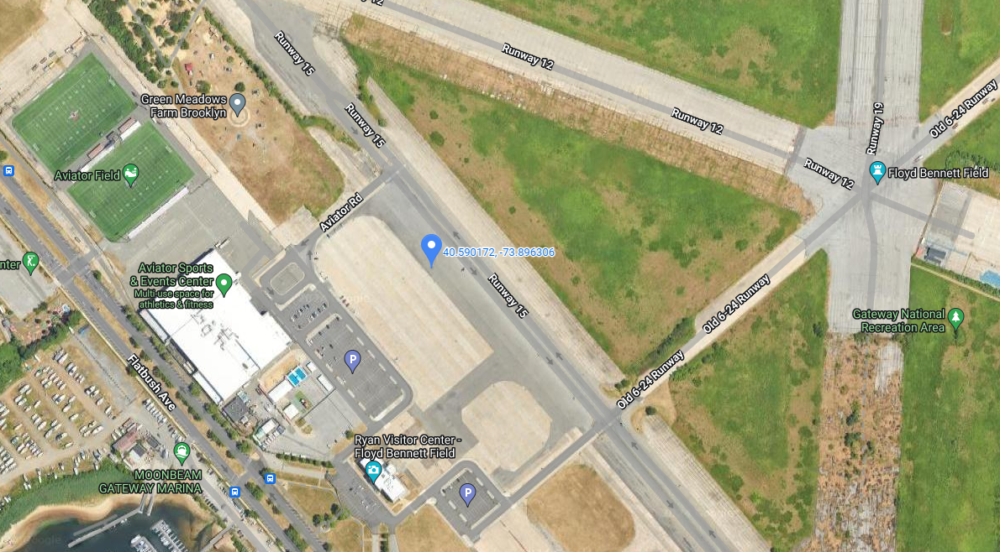 Runway 12
Runway 15
Runway 12
Green Meadows
Farm Brooklyn
Runway 15
Runway 12
Runway 19
Old 6-24 Runway
Aviator Field
Runway 12
Floyd Bennett Field
Aviator Rd
40.590172, -73.896306
Aviator Sports
& Events Center
Multi-use space for
athletics & fitness
Runway 15
Old 6-24 Runway
Gateway National
Recreation Area
P
Flatbush Ave
Old 6-24 Runway
Ryan Visitor Center -
Floyd Bennett Field
MOONBEAM
GATEWAY MARINA
P
Google